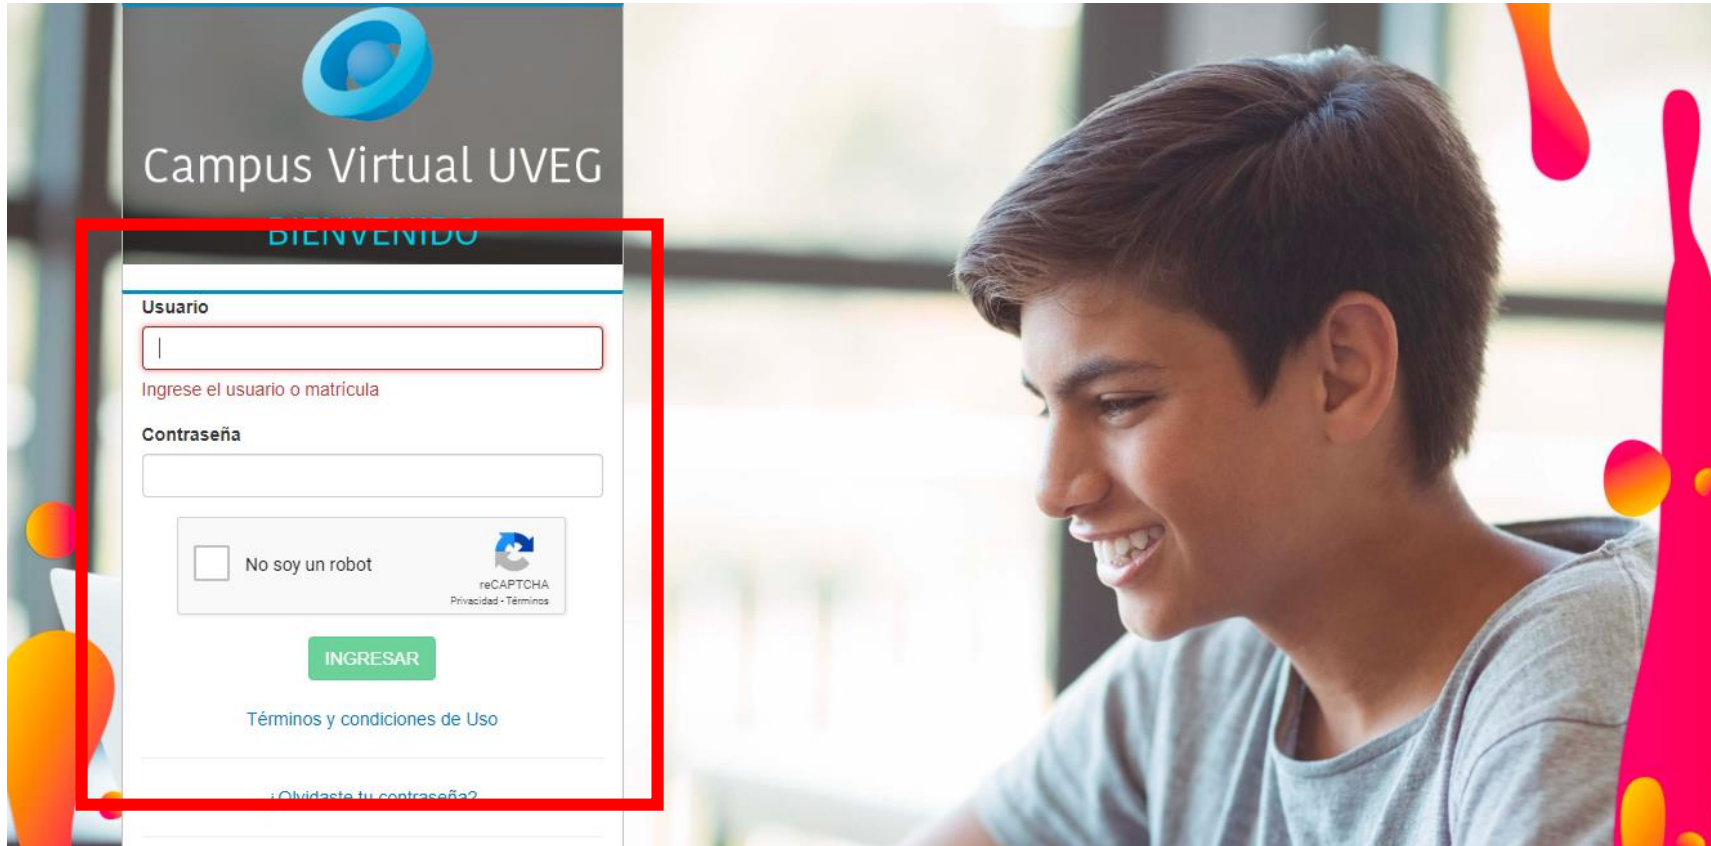 Campus Virtual UVEG
BIENVENIDO
Usuario
Ingrese el usuario o matrícula
Contraseña
No soy un robot
reCAPTCHA
Privacidad - Términos
INGRESAR
Términos y condiciones de Uso
¿Olvidaste tu contraseña?